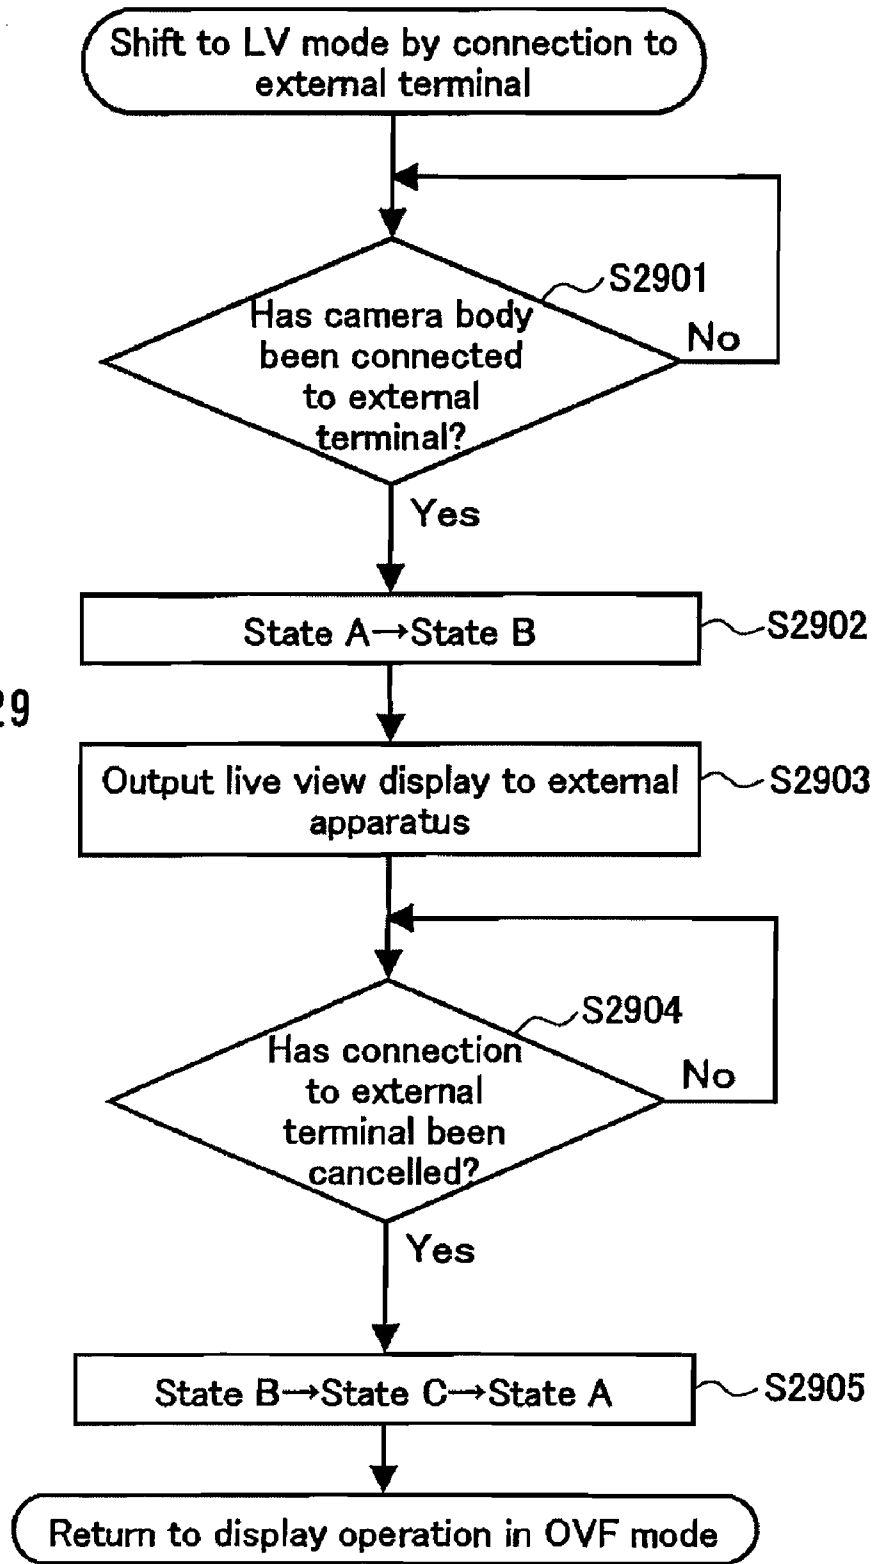 Shift to LV mode by connection to
external terminal
S2901
Has camera body
been connected
to external
terminal?
No
Yes
State A→State B
S2902
29
Output live view display to external
apparatus
S2903
S2904
Has connection
to external
terminal been
cancelled?
No
Yes
State B→State C→State A
S2905
Return to display operation in OVF mode